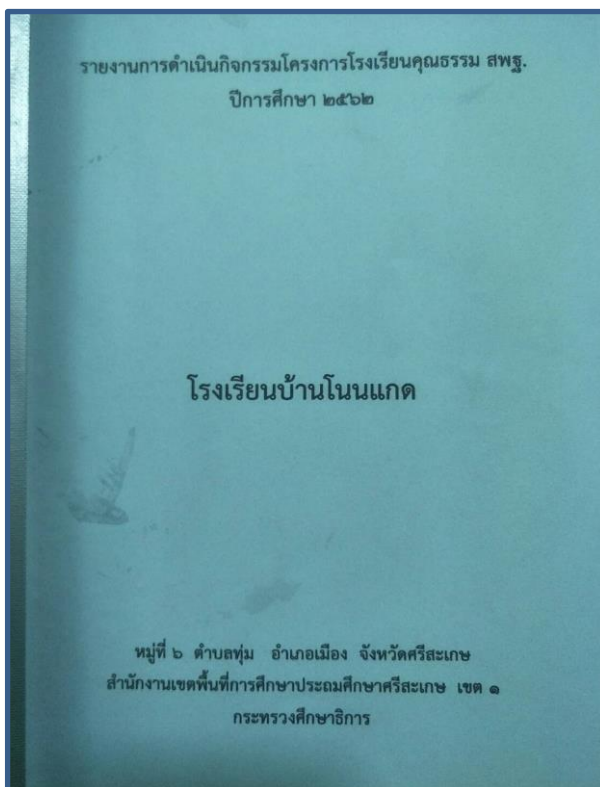 รายงานการดำเนินกิจกรรมโครงการโรงเรียนคุณธรรม สพฐ.
ปีการศึกษา ๒๕๖๒
โรงเรียนบ้านโนนแกด
หมู่ที่ ๖ ตำบลทุ่ม อำเภอเมือง จังหวัดศรีสะเกษ
สำนักงานเขตพื้นที่การศึกษาประถมศึกษาศรีสะเกษ เขต ๑
กระทรวงศึกษาธิการ